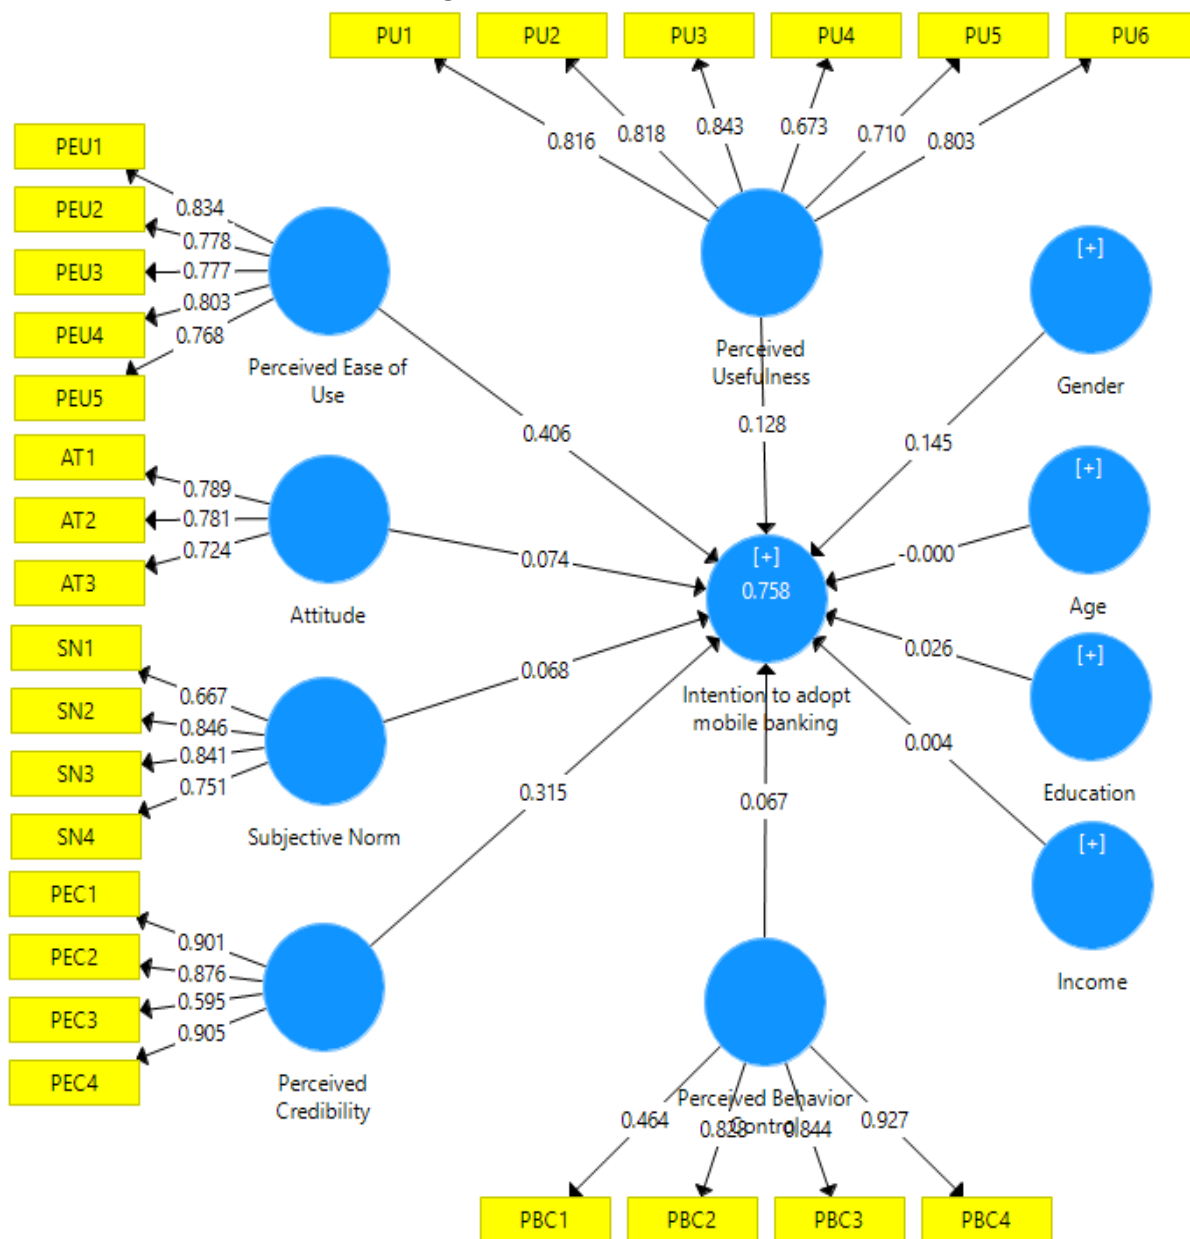 PU1
PU2
PU3
PU4
PU5
PU6
0.816
0.818
0.843
0.673
0.710
0.803
PEU1
PEU2
PEU3
PEU4
PEU5
0.834
0.778
0.777
0.803
0.768
Perceived Ease of
Use
0.406
Perceived
Usefulness
0.128
[+]
Gender
0.145
AT1
AT2
AT3
0.789
0.781
0.724
Attitude
0.074
[+]
0.758
Intention to adopt
mobile banking
[+]
Age
-0.000
SN1
SN2
SN3
SN4
0.667
0.846
0.841
0.751
Subjective Norm
0.068
[+]
Education
0.026
PEC1
PEC2
PEC3
PEC4
0.901
0.876
0.595
0.905
Perceived
Credibility
0.315
0.067
[+]
Income
0.004
Perceived Behavior
Control
0.464
0.828
0.844
0.927
PBC1
PBC2
PBC3
PBC4